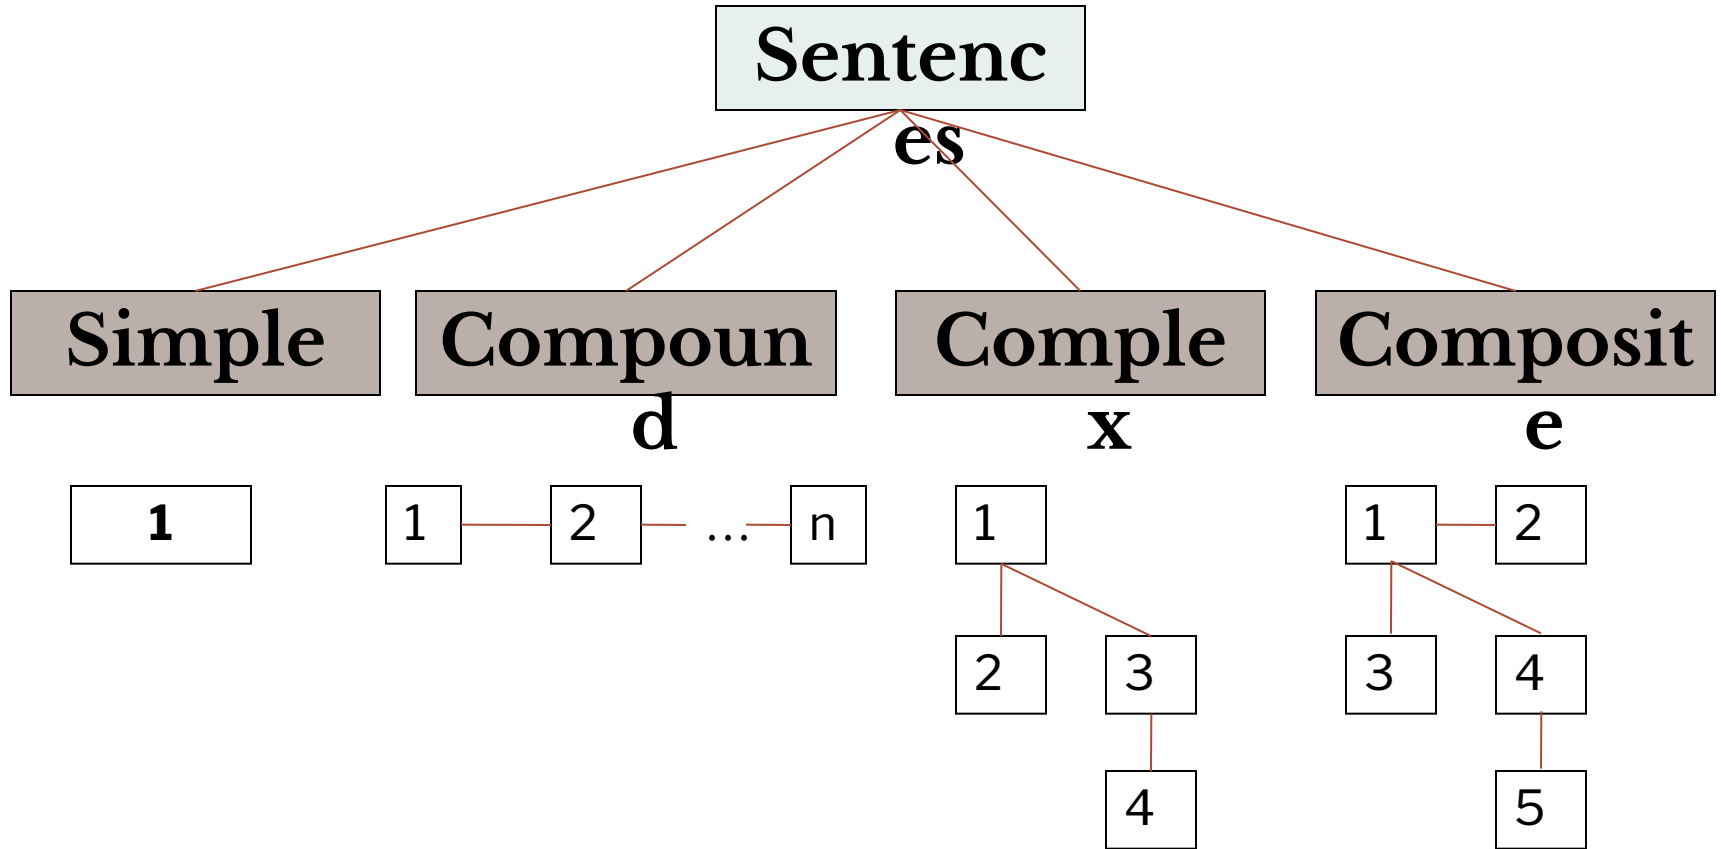 Sentenc
es
Simple
Compoun
d
Comple
x
Composit
e
1
1 2 ... n
1
2 3
4
1 2
3 4
5